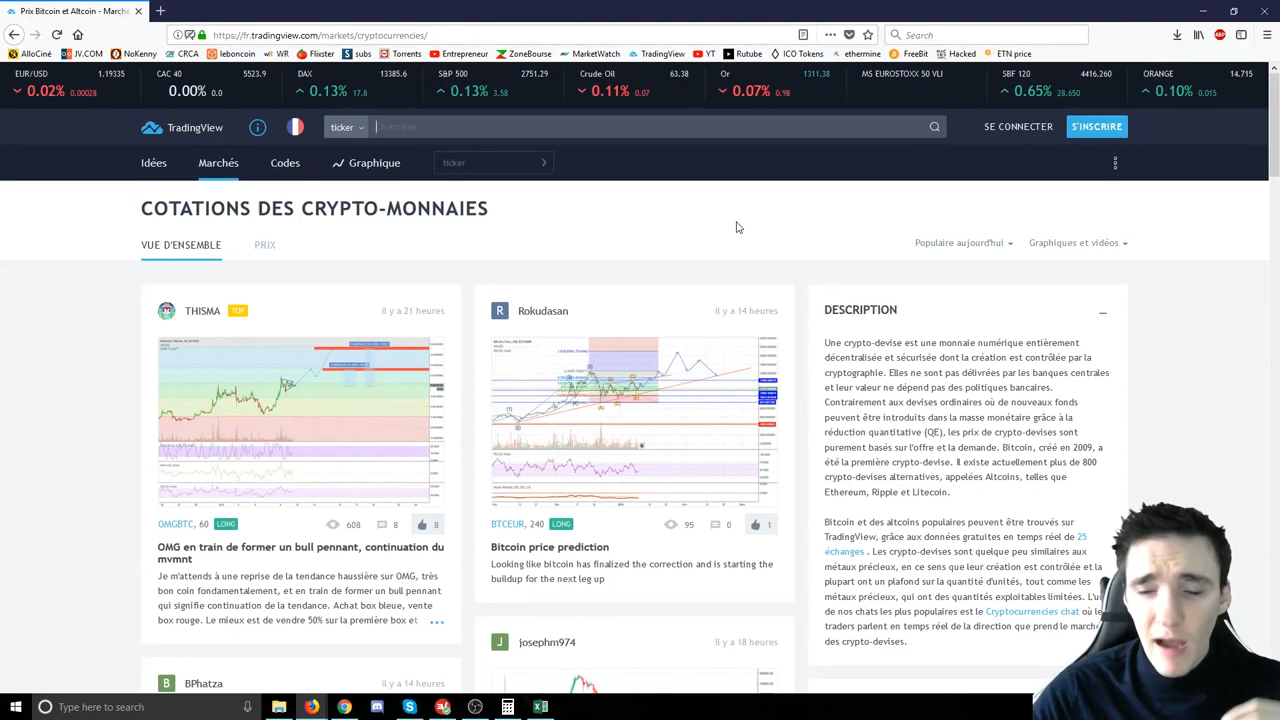 Prix Bitcoin et Altcoin - Marché
https://fr.tradingview.com/markets/cryptocurrencies/
Search
AlloCiné JV.COM NoKenny CRCA leboncoin WR Flixster subs Torrents Entrepreneur ZoneBourse MarketWatch TradingView YT Rutube ICO Tokens ethermine FreeBit Hacked ETN price
EUR/USD 1.19335 CAC 40 5523.9 DAX 13385.6 S&P 500 2751.29 Crude Oil 63.38 Or 1311.38 MS EUROSTOXX 50 VLI SBF 120 4416.260 ORANGE 14.715
0.02% 0.00028 0.00% 0.0 0.13% 17.8 0.13% 3.58 0.11% 0.07 0.07% 0.98 0.65% 28.650 0.10% 0.015
TradingView
ticker
Chercher
SE CONNECTER
S'INSCRIRE
Idées Marchés Codes Graphique ticker
COTATIONS DES CRYPTO-MONNAIES
VUE D'ENSEMBLE PRIX
Populaire aujourd'hui Graphiques et vidéos
THISMA TOP il y a 21 heures
OMGBTC, 60 LONG 608 8 8
OMG en train de former un bull pennant, continuation du
mvmnt
Je m'attends à une reprise de la tendance haussière sur OMG, très
bon coin fondamentalement, et en train de former un bull pennant
qui signifie continuation de la tendance. Achat box bleue, vente
box rouge. Le mieux est de vendre 50% sur la première box et
B BPhatza il y a 14 heures
R Rokudasan il y a 14 heures
BTCEUR, 240 LONG 95 0 1
Bitcoin price prediction
Looking like bitcoin has finalized the correction and is starting the
buildup for the next leg up
J josephm974 il y a 18 heures
DESCRIPTION
Une crypto-devise est une monnaie numérique entièrement
décentralisée et sécurisée dont la création est contrôlée par la
cryptographie. Elles ne sont pas délivrées par les banques centrales
et leur valeur ne dépend pas des politiques bancaires.
Contrairement aux devises ordinaires où de nouveaux fonds
peuvent être introduits dans la masse monétaire grâce à la
réduction quantitative (QE), les prix de crypto-devises sont
purement basés sur l'offre et la demande. Bitcoin, créé en 2009, a
été la première crypto-devise. Il existe actuellement plus de 800
crypto-devises alternatives, appelées Altcoins, telles que
Ethereum, Ripple et Litecoin.
Bitcoin et des altcoins populaires peuvent être trouvés sur
TradingView, grâce aux données gratuites en temps réel de 25
échanges . Les crypto-devises sont quelque peu similaires aux
métaux précieux, en ce sens que leur création est contrôlée et la
plupart ont un plafond sur la quantité d'unités, tout comme les
métaux précieux, qui ont des quantités exploitables limitées. L'un
de nos chats les plus populaires est le Cryptocurrencies chat où le
traders parlent en temps réel de la direction que prend le marché
des crypto-devises.
Type here to search